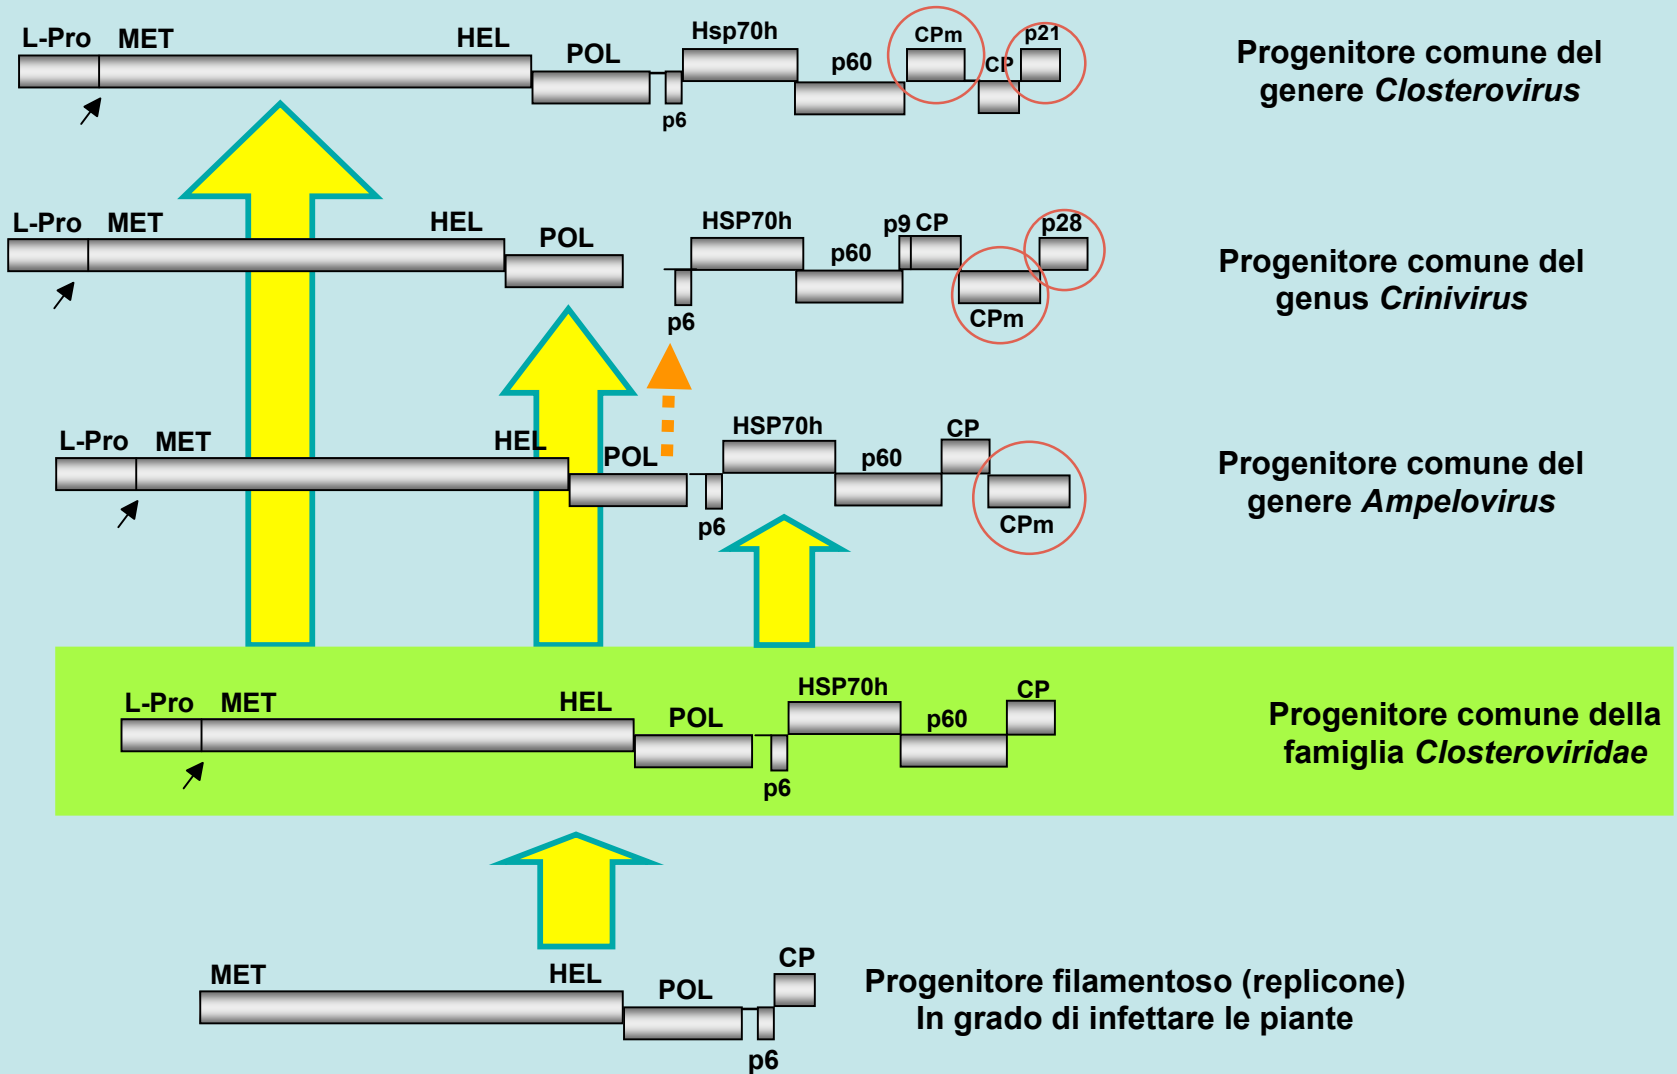 L-Pro MET HEL POL p6 Hsp70h p60 CPm CP p21
Progenitore comune del
genere Closterovirus
L-Pro MET HEL POL p6 HSP70h p60 p9 CP CPm p28
Progenitore comune del
genus Crinivirus
L-Pro MET HEL POL p6 HSP70h p60 CP CPm
Progenitore comune del
genere Ampelovirus
L-Pro MET HEL POL p6 HSP70h p60 CP
Progenitore comune della
famiglia Closteroviridae
MET HEL POL p6 CP
Progenitore filamentoso (replicone)
In grado di infettare le piante